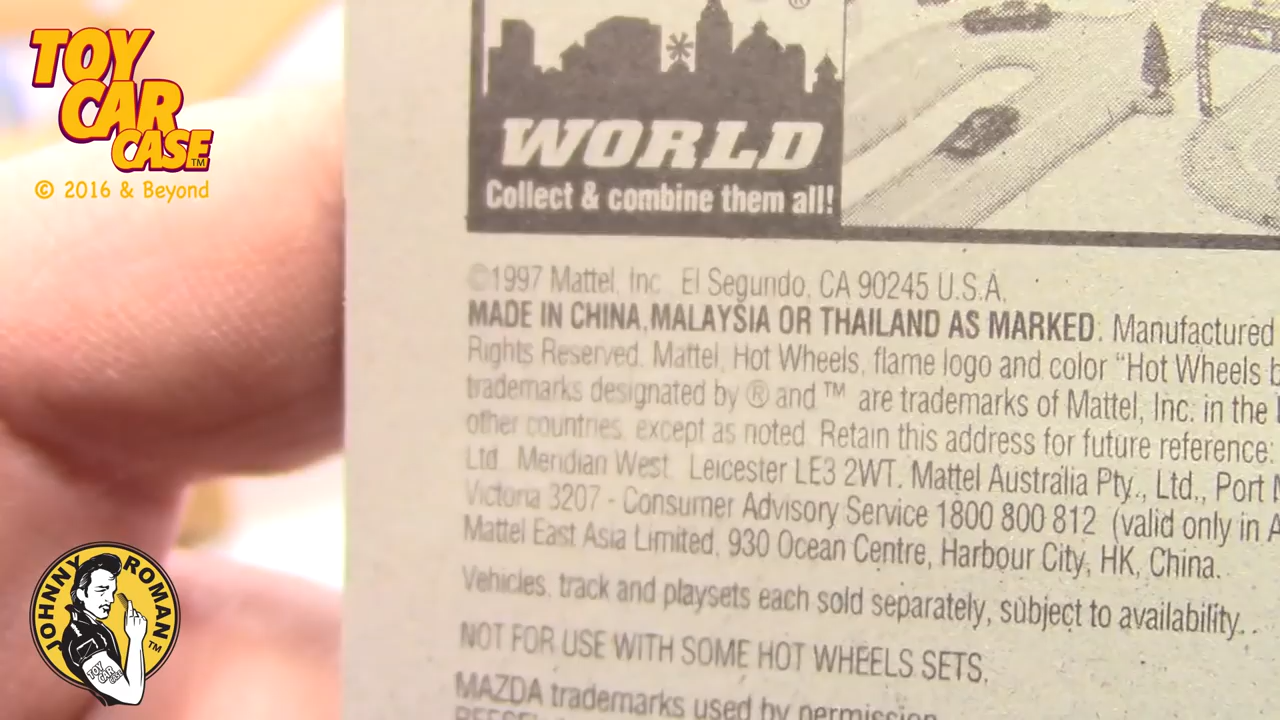 TOY
CAR
CASE™
© 2016 & Beyond
®
WORLD
Collect & combine them all!
©1997 Mattel, Inc. El Segundo, CA 90245 U.S.A.
MADE IN CHINA, MALAYSIA OR THAILAND AS MARKED. Manufactured
Rights Reserved. Mattel, Hot Wheels, flame logo and color "Hot Wheels b
trademarks designated by ® and ™ are trademarks of Mattel, Inc. in the
other countries, except as noted. Retain this address for future reference:
Ltd., Meridian West, Leicester LE3 2WT. Mattel Australia Pty., Ltd., Port
Victoria 3207 - Consumer Advisory Service 1800 800 812 (valid only in A
Mattel East Asia Limited, 930 Ocean Centre, Harbour City, HK, China.
Vehicles, track and playsets each sold separately, subject to availability.
NOT FOR USE WITH SOME HOT WHEELS SETS.
MAZDA trademarks used by permission
JOHNNY ROMAN™
TOY CAR CASE